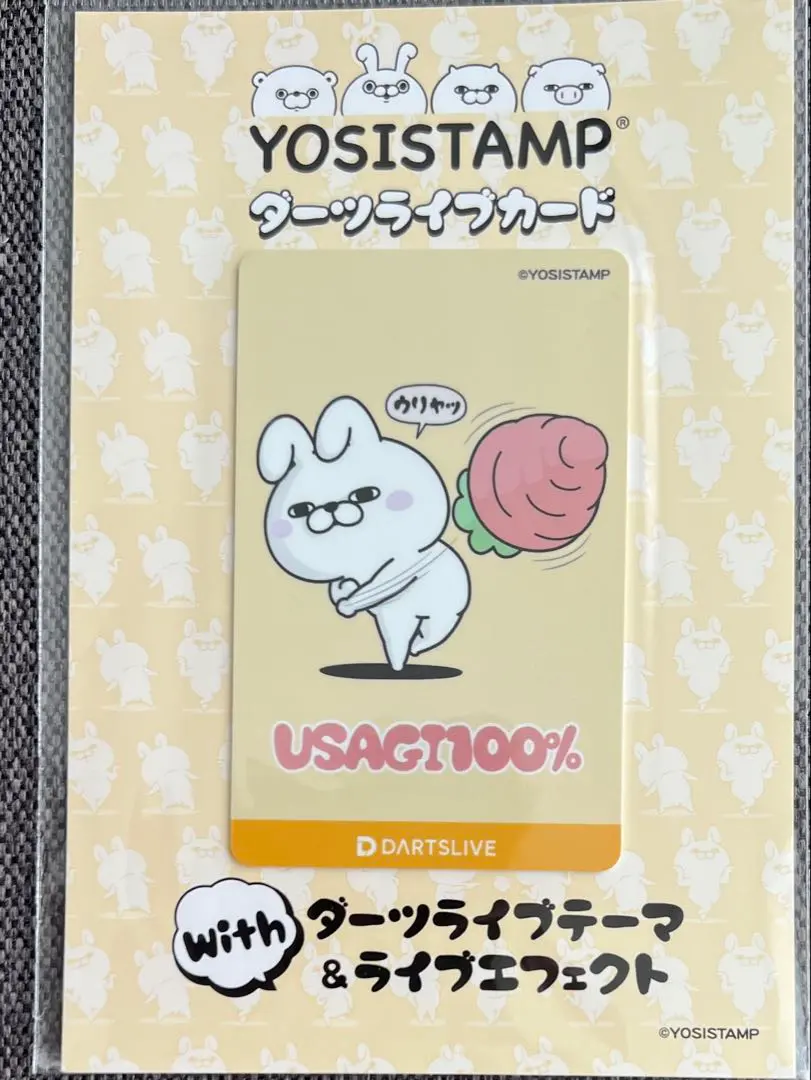 YOSISTAMP®
ダーツライブカード
©YOSISTAMP
ウリャッ
USAGI100%
DARTSLIVE
with ダーツライブテーマ
&ライブエフェクト
©YOSISTAMP